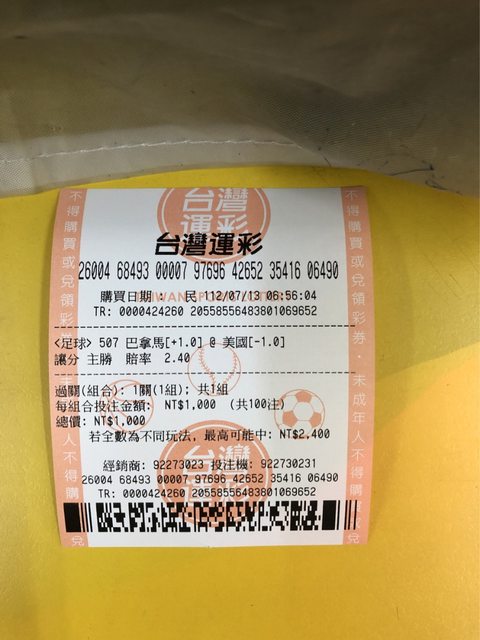 台灣
運彩
台灣運彩
26004 68493 00007 97696 42652 35416 06490
購買日期: 民 112/07/13 06:56:04
TR: 0000424260 20558556483801069652
<足球> 507 巴拿馬[+1.0] @ 美國[-1.0]
讓分 主勝 賠率 2.40
過關(組合): 1關(1組); 共1組
每組合投注金額: NT$1,000 (共100注)
總價: NT$1,000
若全數為不同玩法, 最高可能中: NT$2,400
經銷商: 92273023 投注機: 922730231
26004 68493 00007 97696 42652 35416 06490
TR: 0000424260 20558556483801069652
不得購買或兌領彩券
不得購買或兌領彩券·未成年人不得購